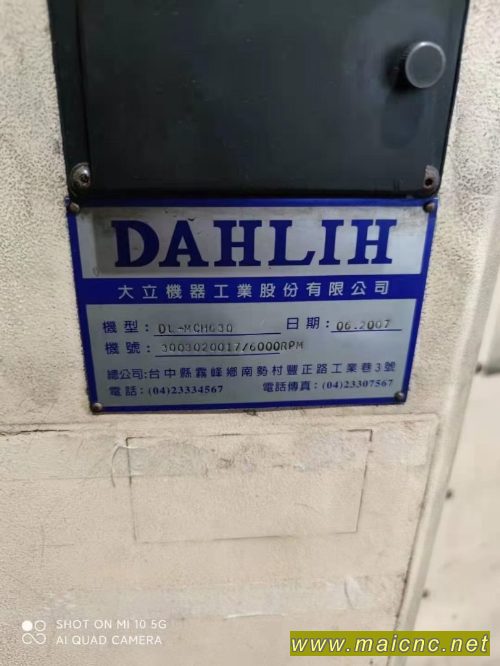 DAHLIH
大立機器工業股份有限公司
機型: DL-MCH630 日期: 06.2007
機號: 3003020017/6000RPM
總公司:台中縣霧峰鄉南勢村豐正路工業巷3號
電話:(04)23334567 電話傳真:(04)23307567
SHOT ON MI 10 5G
AI QUAD CAMERA
www.maicnc.net